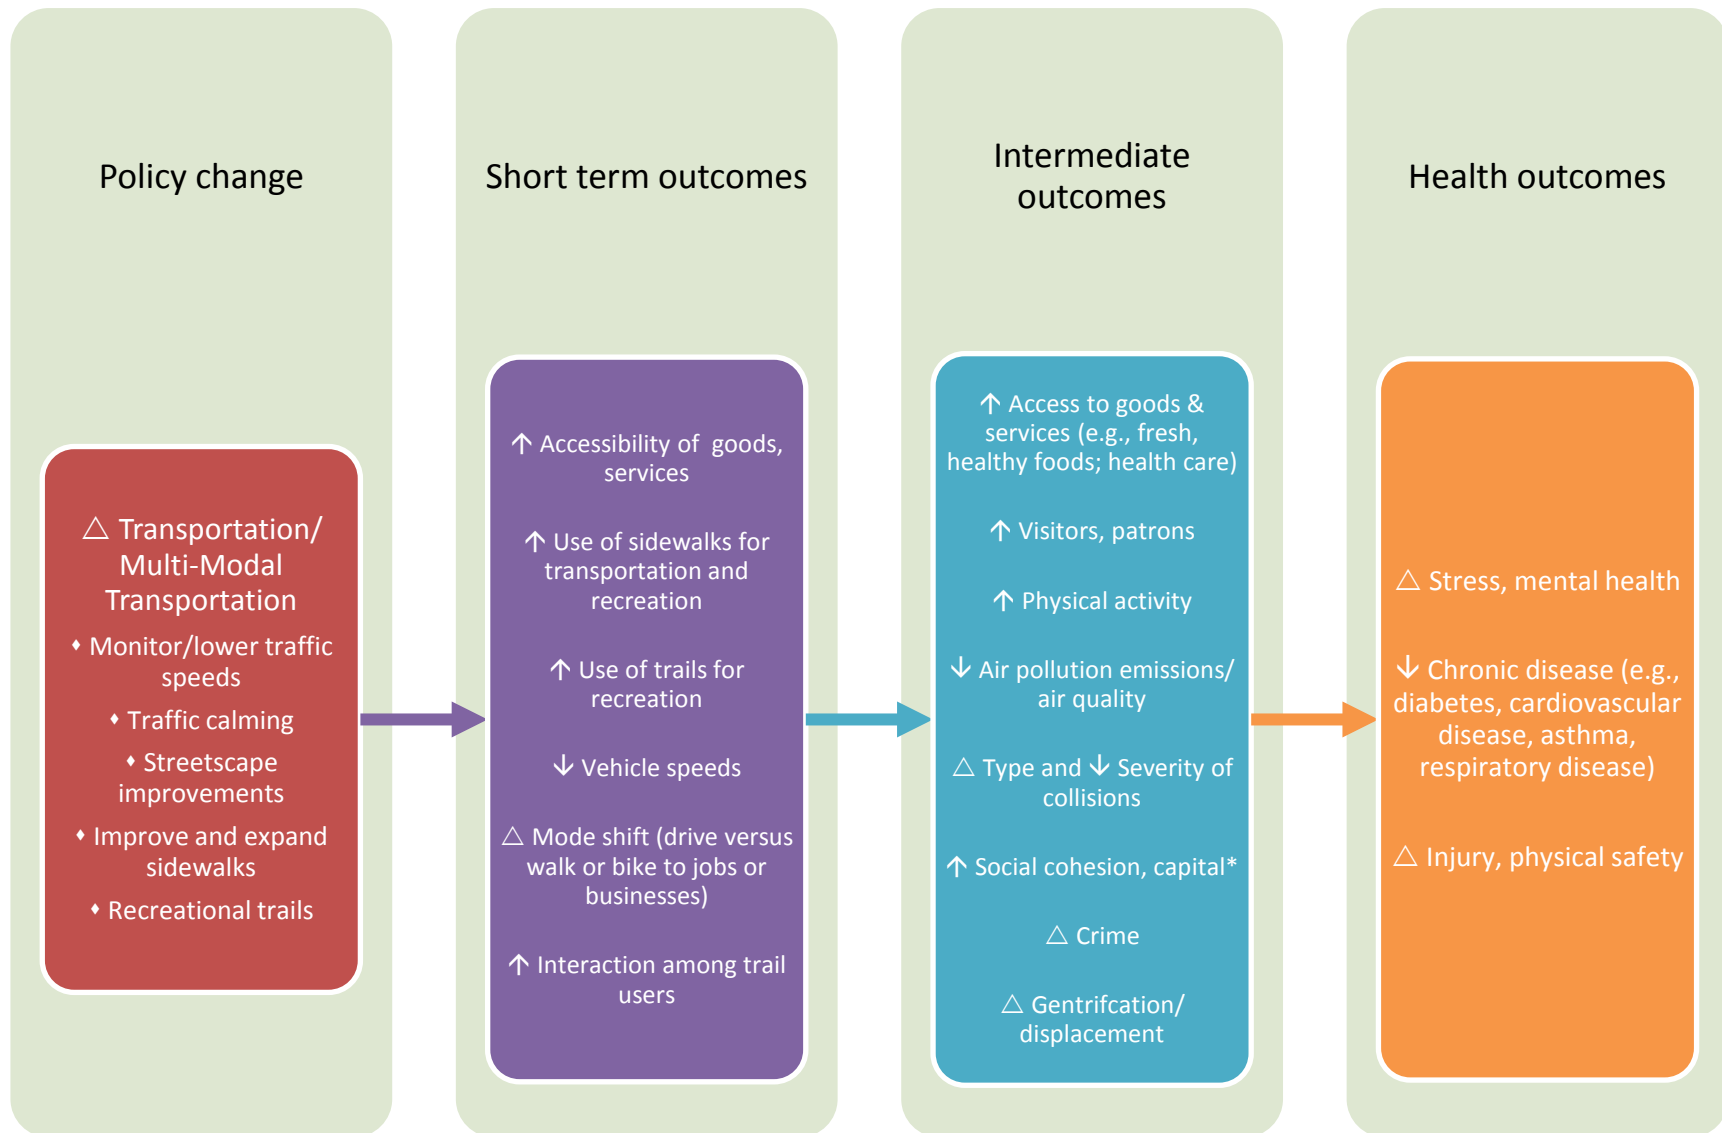 Policy change
△ Transportation/
Multi-Modal
Transportation
♦ Monitor/lower traffic
speeds
♦ Traffic calming
♦ Streetscape
improvements
♦ Improve and expand
sidewalks
♦ Recreational trails
Short term outcomes
↑ Accessibility of goods,
services
↑ Use of sidewalks for
transportation and
recreation
↑ Use of trails for
recreation
↓ Vehicle speeds
△ Mode shift (drive versus
walk or bike to jobs or
businesses)
↑ Interaction among trail
users
Intermediate
outcomes
↑ Access to goods &
services (e.g., fresh,
healthy foods; health care)
↑ Visitors, patrons
↑ Physical activity
↓ Air pollution emissions/
air quality
△ Type and ↓ Severity of
collisions
↑ Social cohesion, capital*
△ Crime
△ Gentrifcation/
displacement
Health outcomes
△ Stress, mental health
↓ Chronic disease (e.g.,
diabetes, cardiovascular
disease, asthma,
respiratory disease)
△ Injury, physical safety